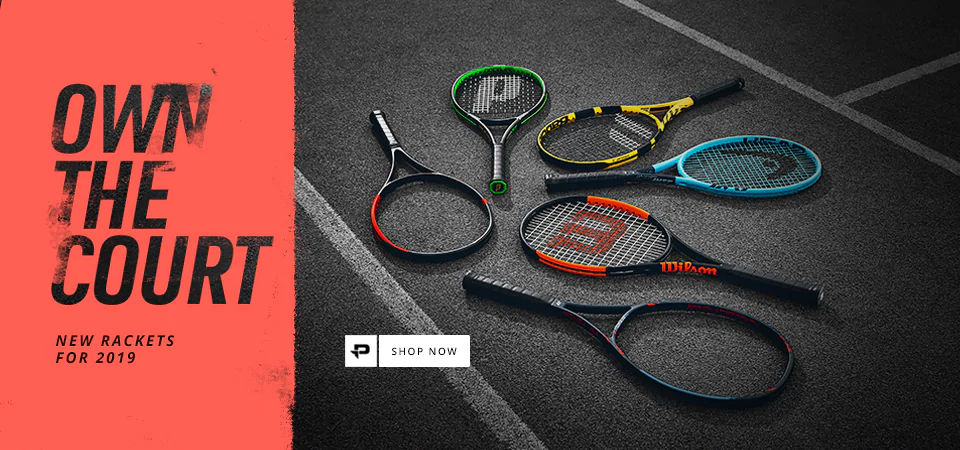 OWN
THE
COURT
NEW RACKETS
FOR 2019
P
Wilson
SHOP NOW